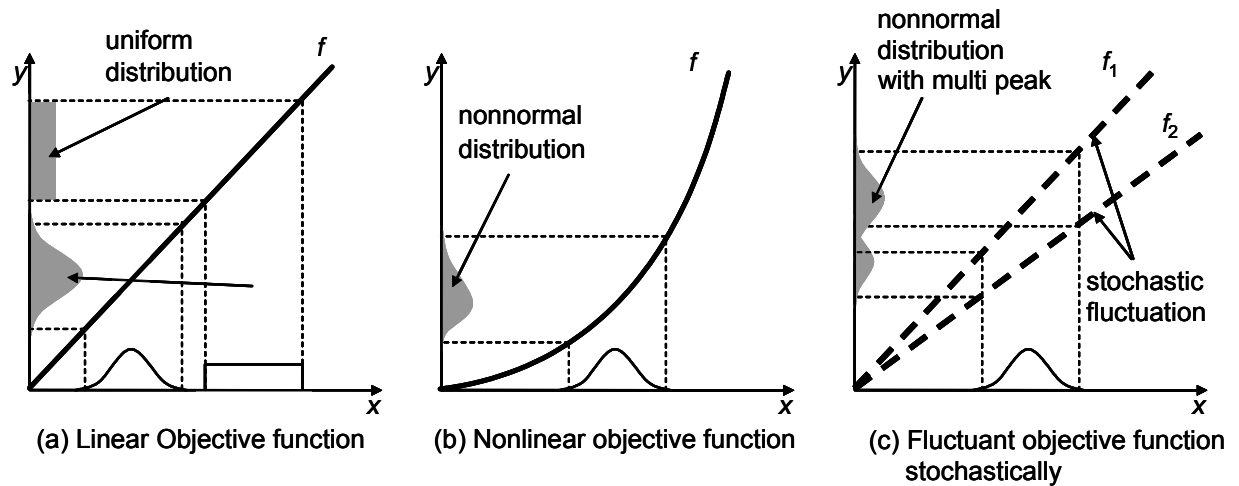 uniform
distribution
f
y
x
(a) Linear Objective function
nonnormal
distribution
f
y
x
(b) Nonlinear objective function
nonnormal
distribution
with multi peak
f1
f2
y
stochastic
fluctuation
x
(c) Fluctuant objective function
stochastically